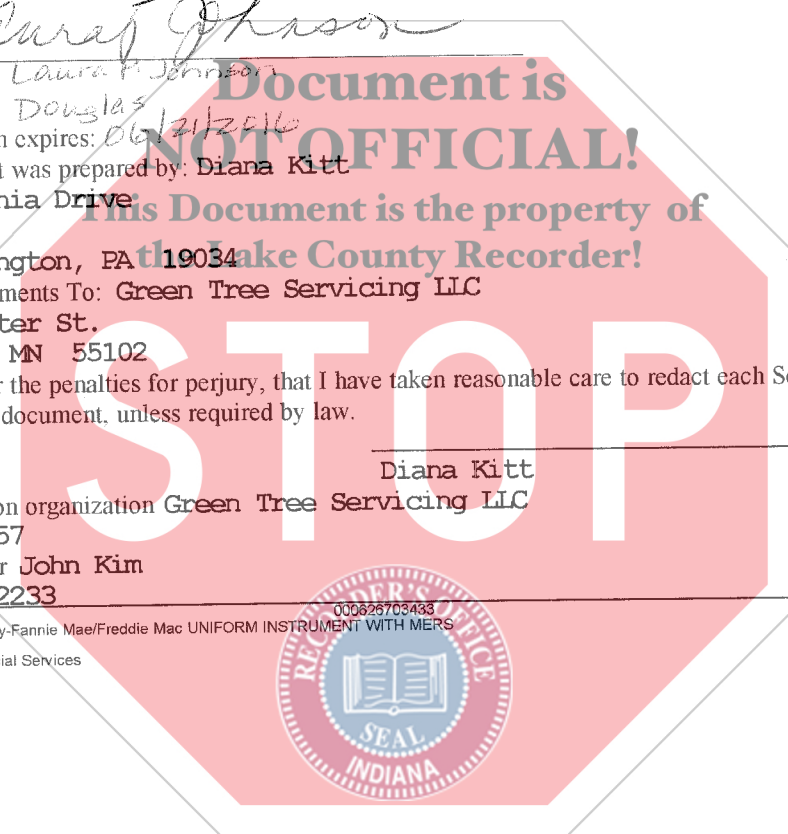 Laura P Johnson
Document is
Douglas
n expires: 06/21/2016
NOT OFFICIAL!
t was prepared by: Diana Kitt
nia Drive
This Document is the property of
ngton, PA 19034
the Lake County Recorder!
ments To: Green Tree Servicing LLC
ter St.
MN 55102
r the penalties for perjury, that I have taken reasonable care to redact each So
document, unless required by law.
STOP
Diana Kitt
on organization Green Tree Servicing LLC
57
r John Kim
2233
000626703433
y-Fannie Mae/Freddie Mac UNIFORM INSTRUMENT WITH MERS
ial Services
RECORDER'S OFFICE
SEAL
INDIANA